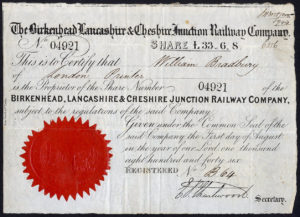 The Birkenhead Lancashire & Cheshire Junction Railway Company.
No 04921 SHARE £.33.6.8
This is to Certify that William Bradbury
of London Printer
is the Proprietor of the Share Number 04921 of the
BIRKENHEAD, LANCASHIRE & CHESHIRE JUNCTION RAILWAY COMPANY,
subject to the regulations of the said Company.
Given under the Common Seal of the
said Company the First day of August
in the year of our Lord one thousand
eight hundred and forty six
REGISTERED No B64
Secretary.